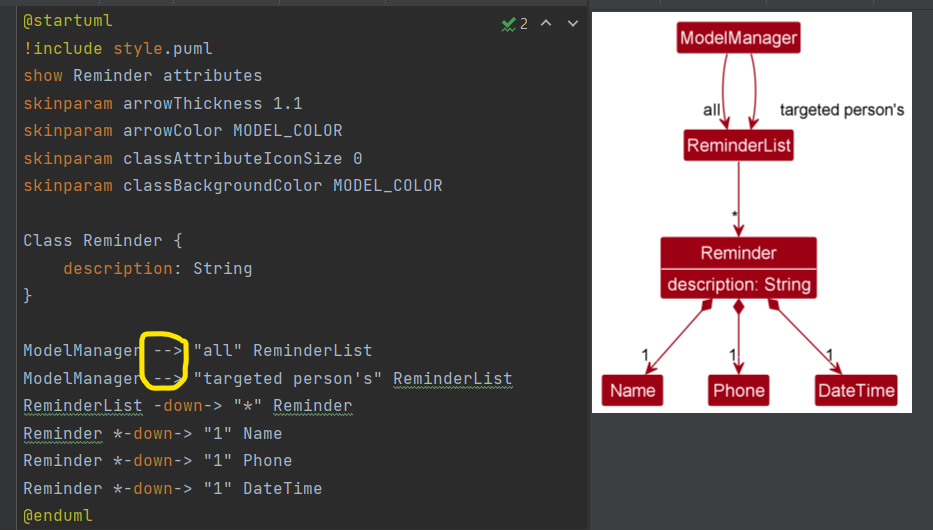 @startuml
!include style.puml
show Reminder attributes
skinparam arrowThickness 1.1
skinparam arrowColor MODEL_COLOR
skinparam classAttributeIconSize 0
skinparam classBackgroundColor MODEL_COLOR
Class Reminder {
description: String
}
ModelManager --> "all" ReminderList
ModelManager --> "targeted person's" ReminderList
ReminderList -down-> "*" Reminder
Reminder *-down-> "1" Name
Reminder *-down-> "1" Phone
Reminder *-down-> "1" DateTime
@enduml
2
ModelManager
all targeted person's
ReminderList
*
Reminder
description: String
1 1 1
Name Phone DateTime